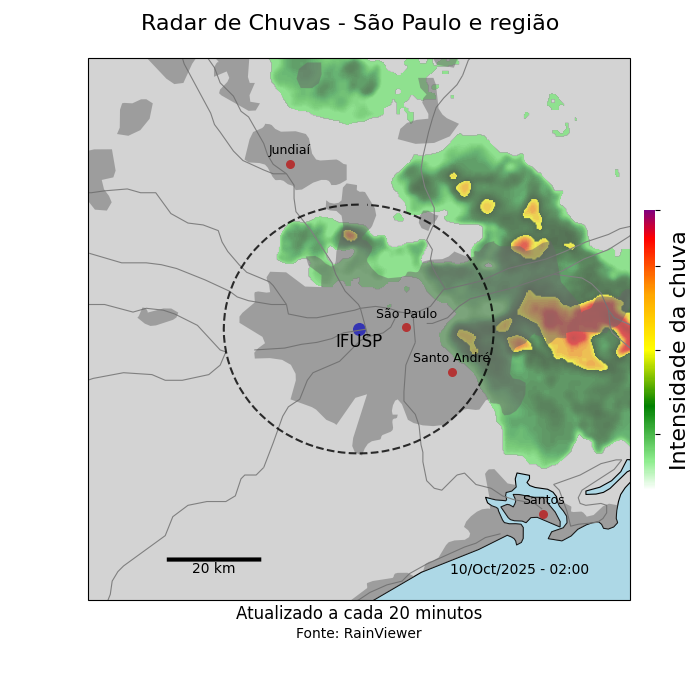 Radar de Chuvas - São Paulo e região
Jundiaí
São Paulo
IFUSP
Santo André
Santos
20 km
10/Oct/2025 - 02:00
Intensidade da chuva
Atualizado a cada 20 minutos
Fonte: RainViewer